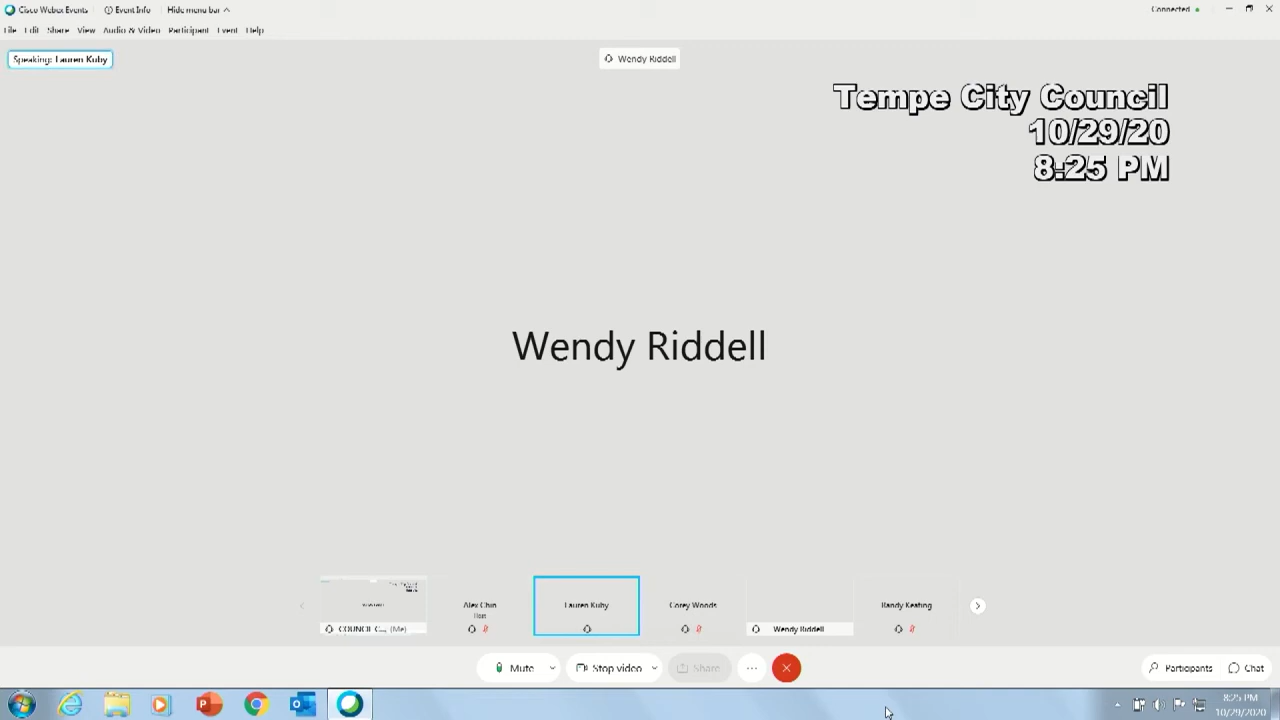 Cisco Webex Events Event Info Hide menu bar Connected
File Edit Share View Audio & Video Participant Event Help
Speaking: Lauren Kuby
Wendy Riddell
Tempe City Council
10/29/20
8:25 PM
Wendy Riddell
Alex Chin
Lauren Kuby
Corey Woods
Randy Keating
COUNCIL C... (Me)
Wendy Riddell
Mute
Stop video
Share
Participants
Chat
8:25 PM
10/29/2020